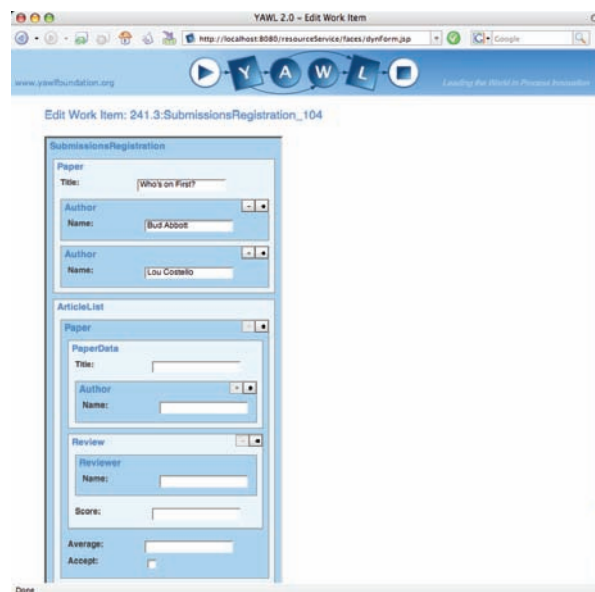 YAWL 2.0 – Edit Work Item
http://localhost:8080/resourceService/faces/dynForm.jsp
Google
www.yawlfoundation.org
Y A W L
Leading the World in Process Innovation
Edit Work Item: 241.3:SubmissionsRegistration_104
SubmissionsRegistration
Paper
Title: Who's on First?
Author
Name: Bud Abbott
Author
Name: Lou Costello
ArticleList
Paper
PaperData
Title:
Author
Name:
Review
Reviewer
Name:
Score:
Average:
Accept:
Done